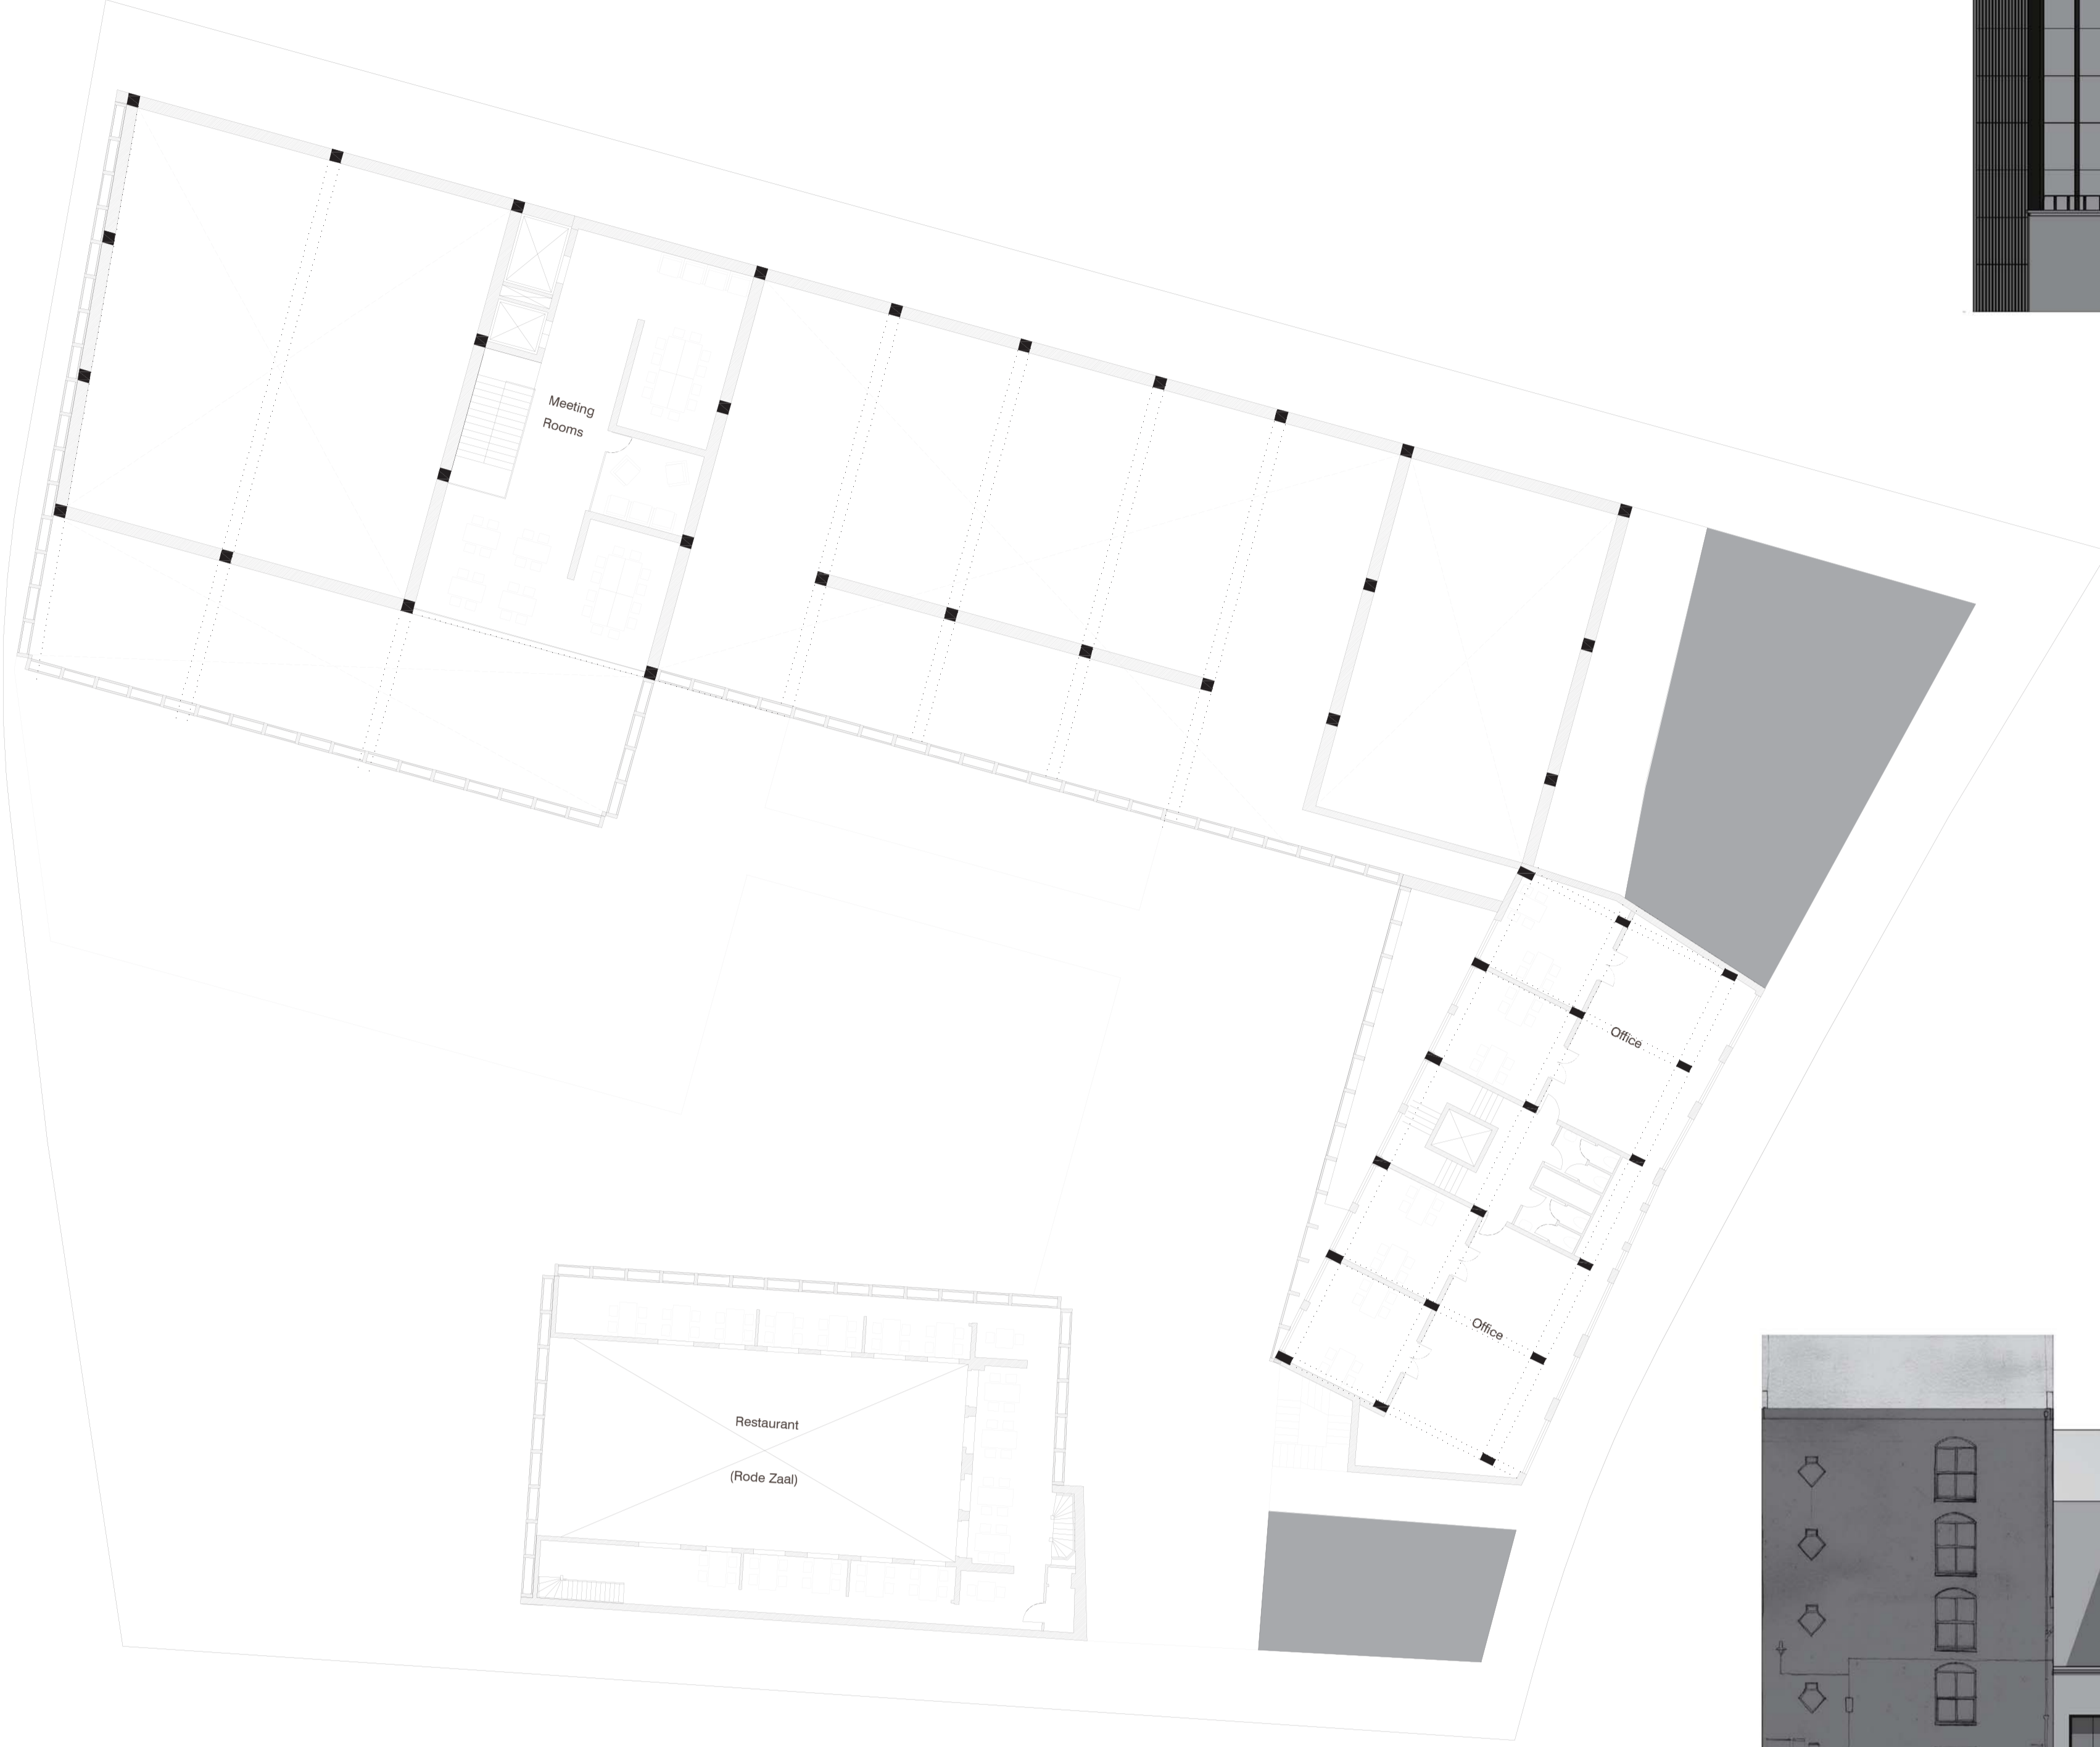 Meeting
Rooms
Office
Office
Restaurant
(Rode Zaal)